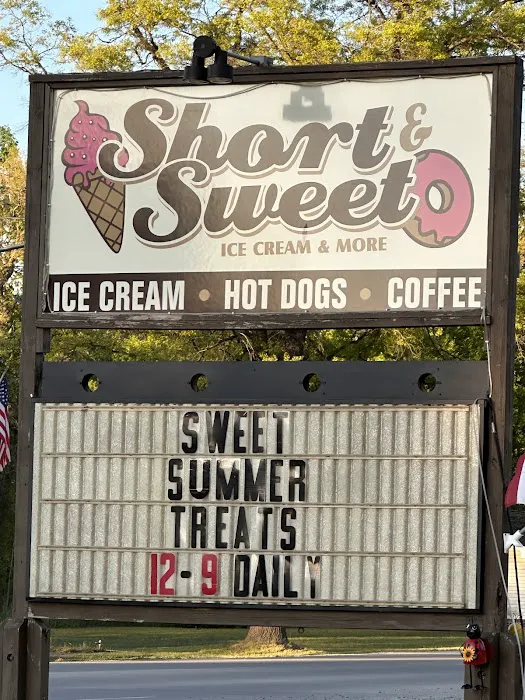 Short &
Sweet
ICE CREAM & MORE
ICE CREAM • HOT DOGS • COFFEE
SWEET
SUMMER
TREATS
12-9 DAILY